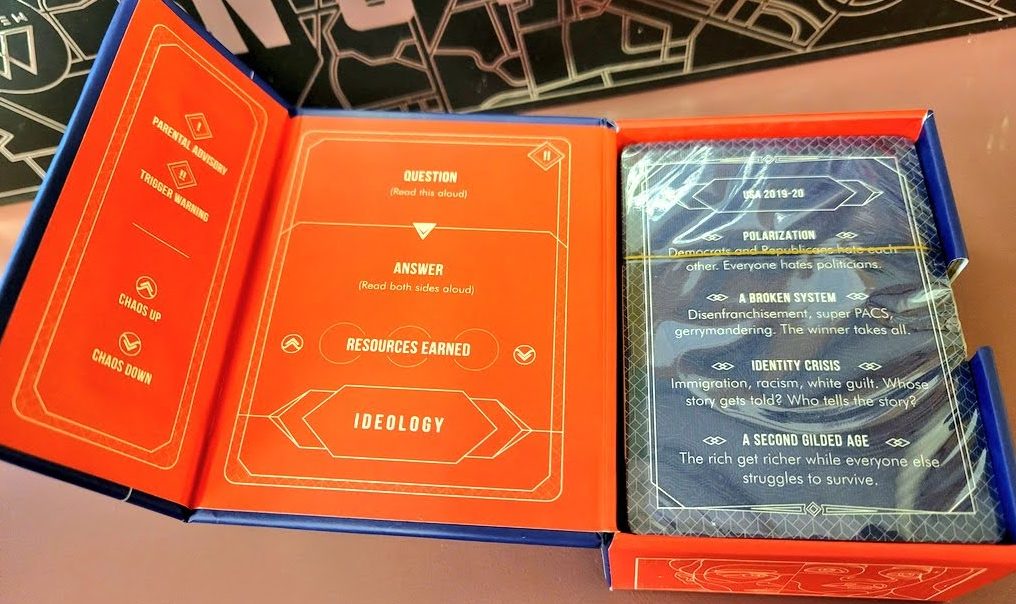 PARENTAL ADVISORY
TRIGGER WARNING
CHAOS UP
CHAOS DOWN
II
QUESTION
(Read this aloud)
ANSWER
(Read both sides aloud)
RESOURCES EARNED
IDEOLOGY
USA 2019-20
POLARIZATION
Democrats and Republicans hate each
other. Everyone hates politicians.
A BROKEN SYSTEM
Disenfranchisement, super PACS,
gerrymandering. The winner takes all.
IDENTITY CRISIS
Immigration, racism, white guilt. Whose
story gets told? Who tells the story?
A SECOND GILDED AGE
The rich get richer while everyone else
struggles to survive.